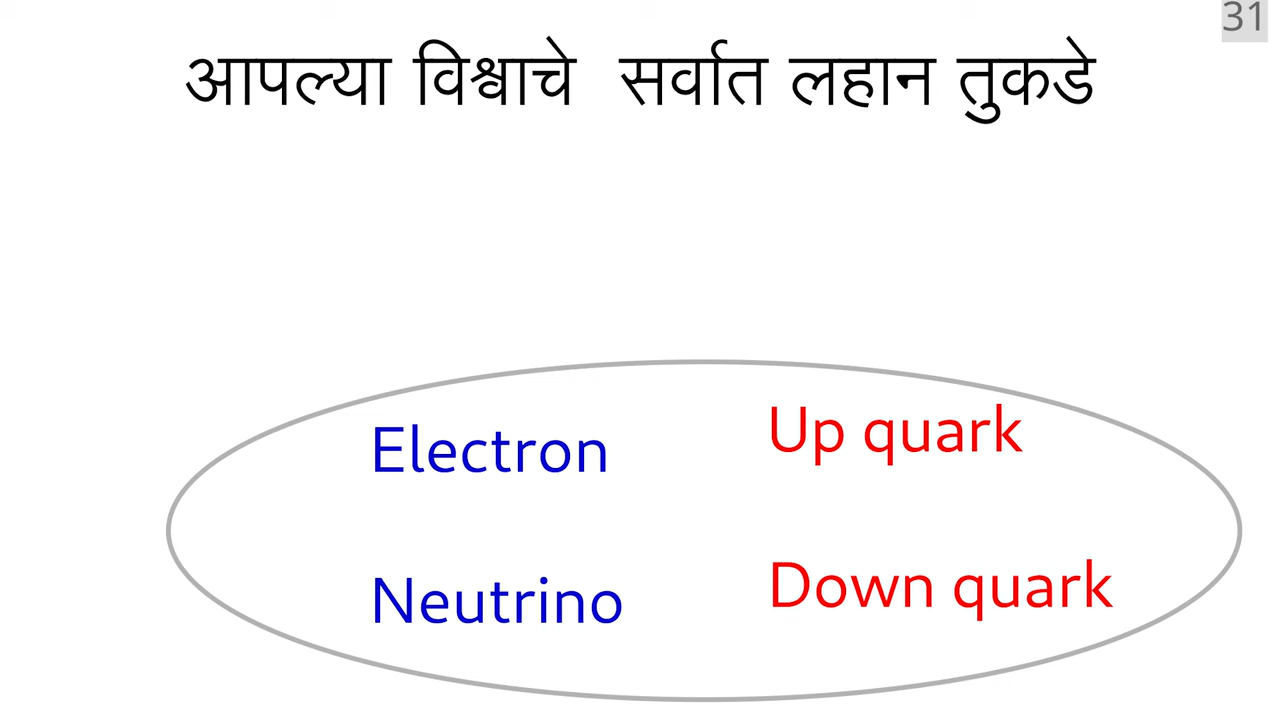 31
आपल्या विश्वाचे सर्वात लहान तुकडे
Electron
Up quark
Neutrino
Down quark